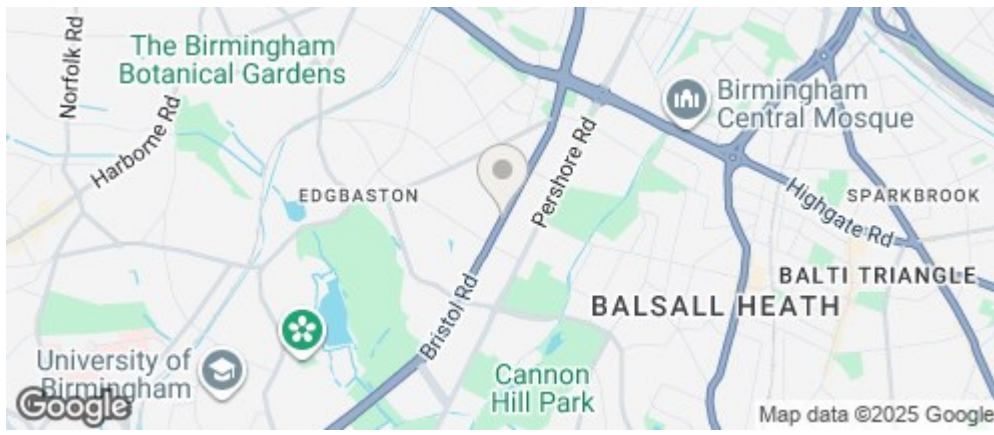 Norfolk Rd
The Birmingham
Botanical Gardens
Harborne Rd
EDGBASTON
Pershore Rd
Birmingham
Central Mosque
Highgate Rd
SPARKBROOK
BALTI TRIANGLE
BALSALL HEATH
Bristol Rd
University of
Birmingham
Cannon
Hill Park
Google
Map data ©2025 Google